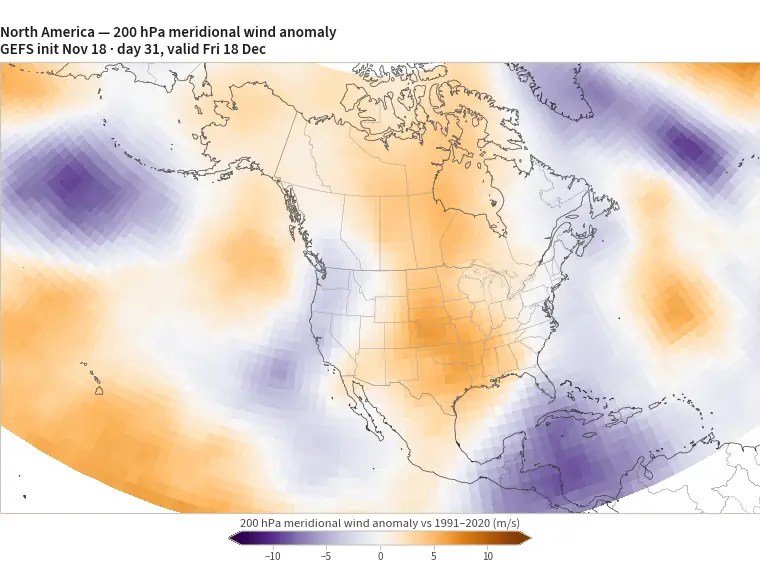 North America — 200 hPa meridional wind anomaly
GEFS init Nov 18 · day 31, valid Fri 18 Dec
200 hPa meridional wind anomaly vs 1991–2020 (m/s)
−10 −5 0 5 10